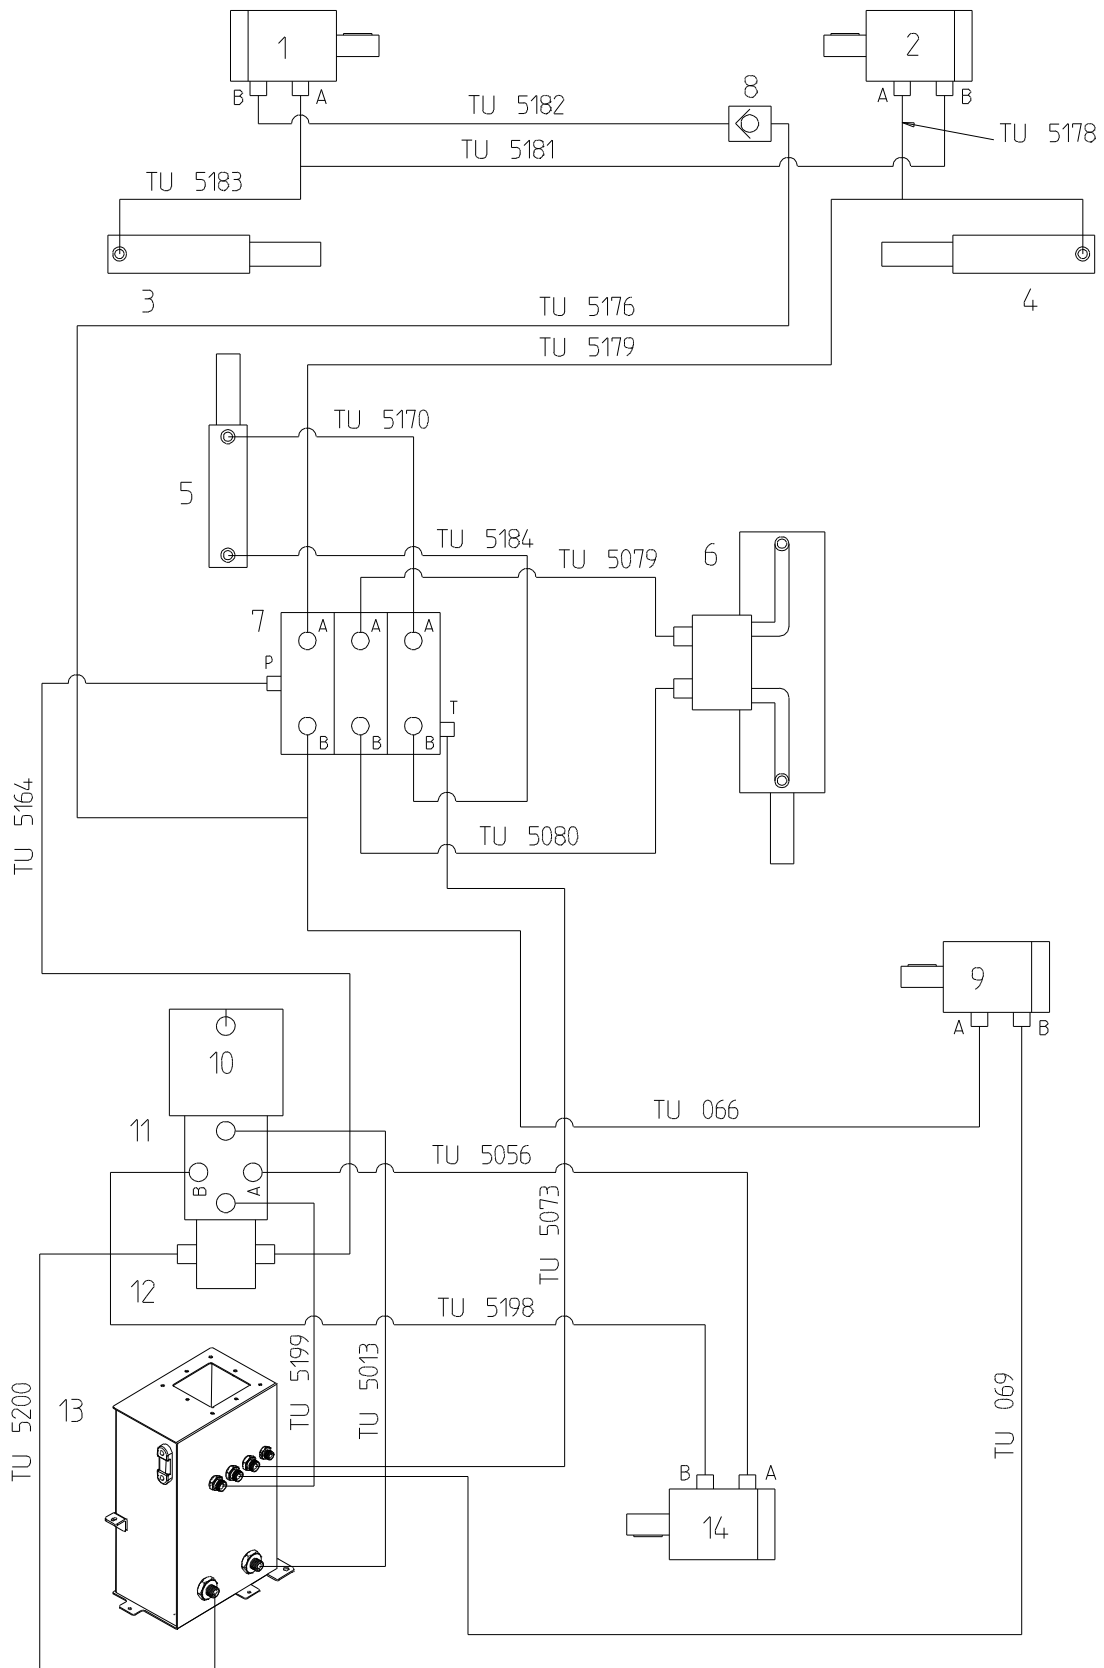 1
2
B A
8
A B
TU 5182
TU 5178
TU 5181
TU 5183
3
4
TU 5176
TU 5179
TU 5170
5
TU 5184
TU 5079
6
7
A A A
P
T
B B B
TU 5164
TU 5080
9
A B
10
TU 066
11
TU 5056
B A
TU 5073
12
TU 5198
TU 5199
TU 5013
TU 5200
13
TU 069
B A
14